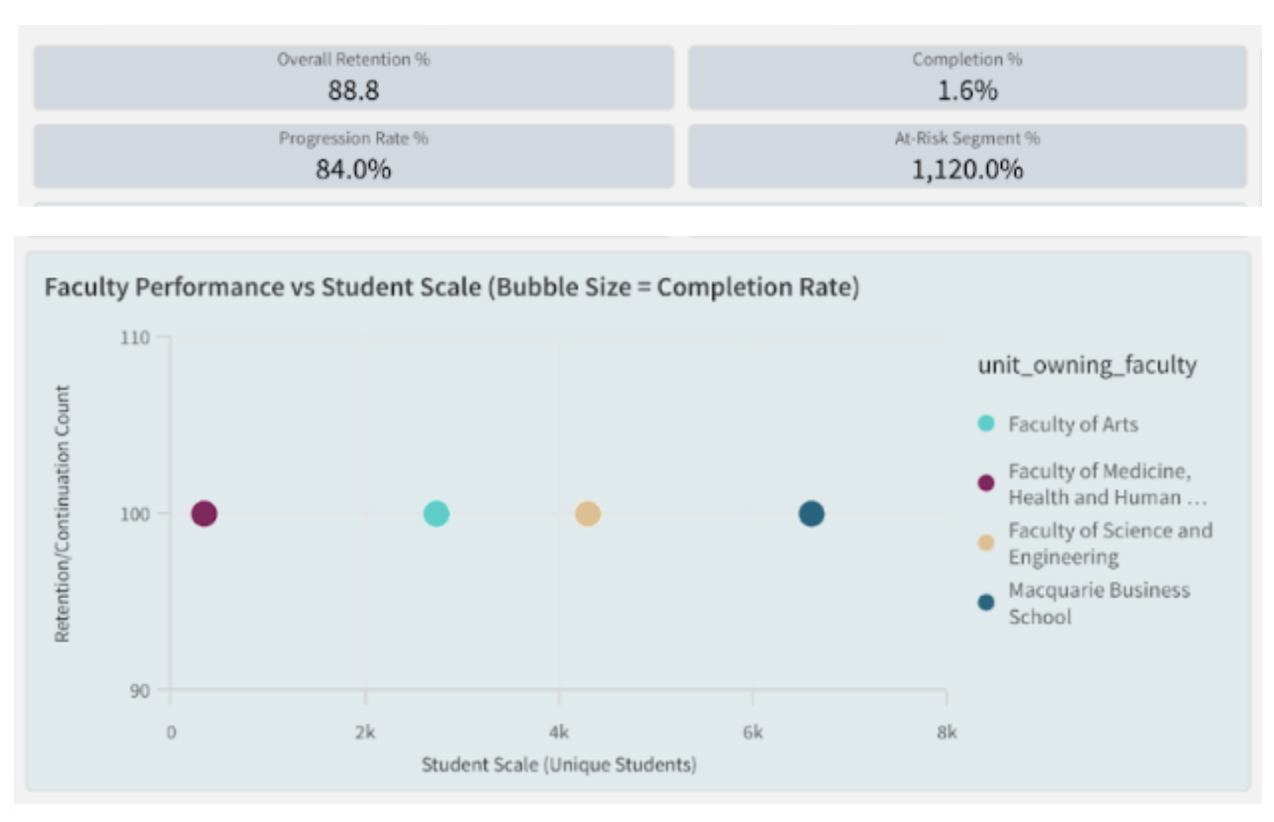 Overall Retention %
88.8
Completion %
1.6%
Progression Rate %
84.0%
At-Risk Segment %
1,120.0%
Faculty Performance vs Student Scale (Bubble Size = Completion Rate)
110
100
90
Retention/Continuation Count
0
2k
4k
6k
8k
Student Scale (Unique Students)
unit_owning_faculty
Faculty of Arts
Faculty of Medicine,
Health and Human ...
Faculty of Science and
Engineering
Macquarie Business
School